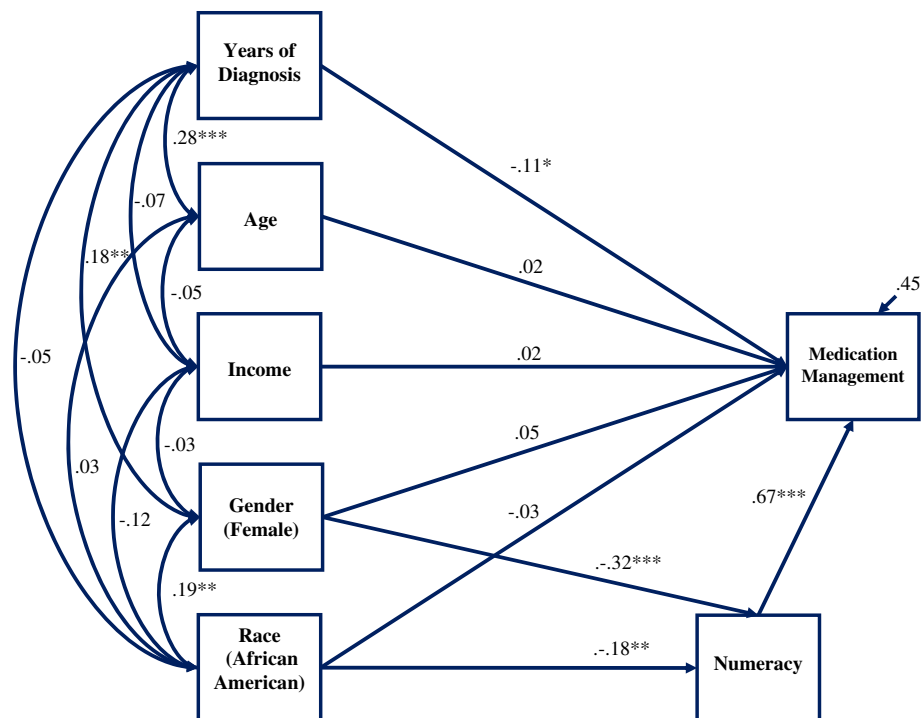 Years of
Diagnosis
.28***
-.11*
-.07
Age
.18**
.02
-.05
.45
-.05
Income
.02
Medication
Management
-.03
.05
.03
Gender
(Female)
-.03
.67***
-.12
.-.32***
.19**
Race
(African
American)
.-.18**
Numeracy